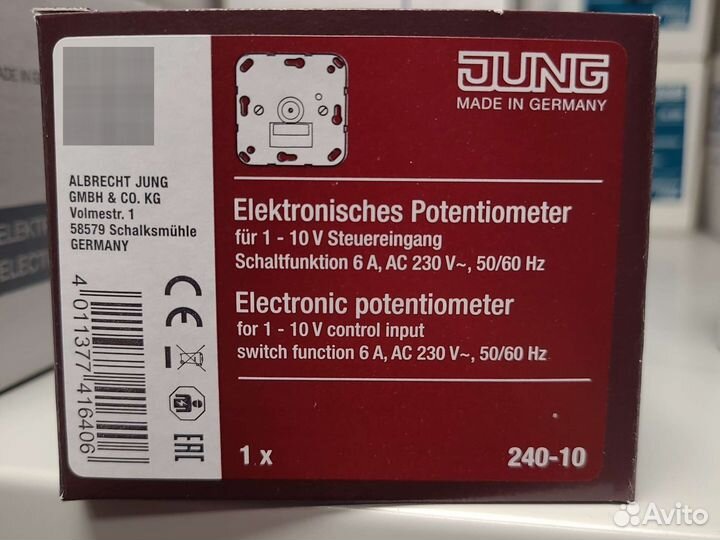 JUNG
MADE IN GERMANY
ALBRECHT JUNG
GMBH & CO. KG
Volmestr. 1
58579 Schalksmühle
GERMANY
Elektronisches Potentiometer
für 1 - 10 V Steuereingang
Schaltfunktion 6 A, AC 230 V~, 50/60 Hz
Electronic potentiometer
for 1 - 10 V control input
switch function 6 A, AC 230 V~, 50/60 Hz
1 x
240-10
4 011377 416406
CE
EAC
ELEKT
ELECT
Avito